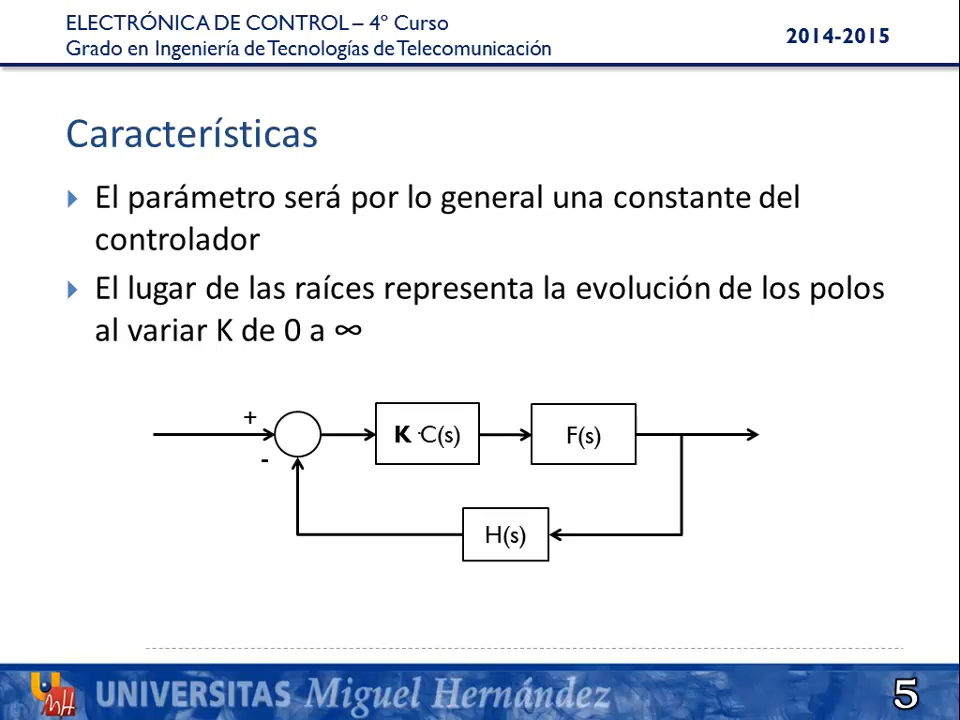 ELECTRÓNICA DE CONTROL – 4º Curso
Grado en Ingeniería de Tecnologías de Telecomunicación
2014-2015
Características
El parámetro será por lo general una constante del
controlador
El lugar de las raíces representa la evolución de los polos
al variar K de 0 a ∞
+
-
K·C(s)
F(s)
H(s)
UNIVERSITAS Miguel Hernández
5